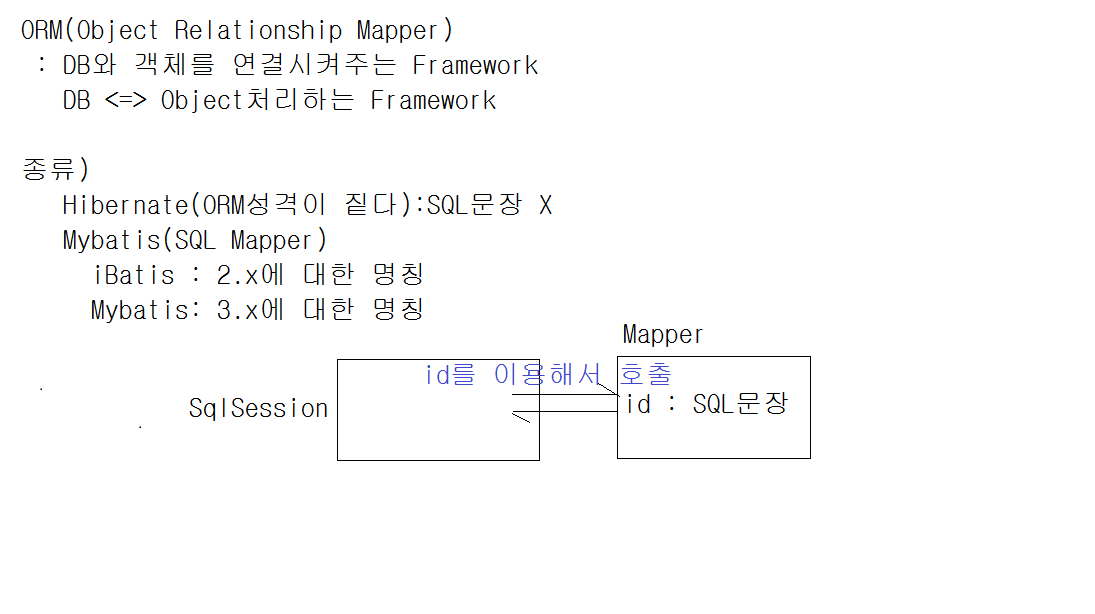 ORM(Object Relationship Mapper)
: DB와 객체를 연결시켜주는 Framework
DB <=> Object처리하는 Framework
종류)
Hibernate(ORM성격이 짙다):SQL문장 X
Mybatis(SQL Mapper)
iBatis : 2.x에 대한 명칭
Mybatis: 3.x에 대한 명칭
Mapper
id를 이용해서 호출
SqlSession
id : SQL문장